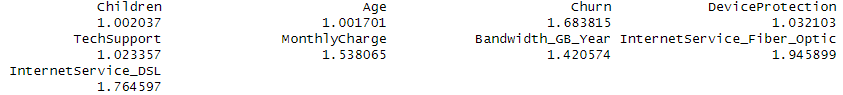 Children Age Churn DeviceProtection
1.002037 1.001701 1.683815 1.032103
TechSupport MonthlyCharge Bandwidth_GB_Year InternetService_Fiber_Optic
1.023357 1.538065 1.420574 1.945899
InternetService_DSL
1.764597